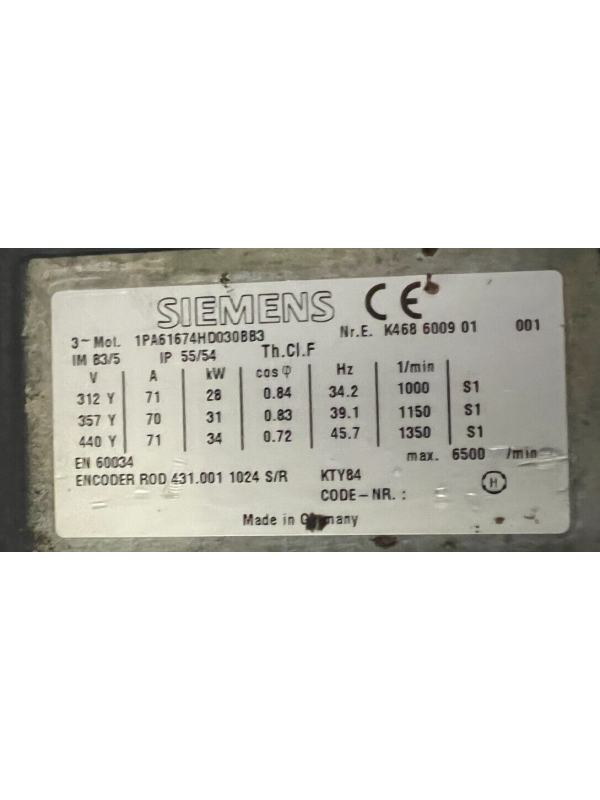 SIEMENS CE
3~ Mot. 1PA61674HD030BB3 Nr.E. K468 6009 01 001
IM B3/5 IP 55/54 Th.Cl.F
V A kW cos φ Hz 1/min
312 Y 71 28 0.84 34.2 1000 S1
357 Y 70 31 0.83 39.1 1150 S1
440 Y 71 34 0.72 45.7 1350 S1
EN 60034 max. 6500 /min
ENCODER ROD 431.001 1024 S/R KTY84 H
CODE-NR. :
Made in Germany